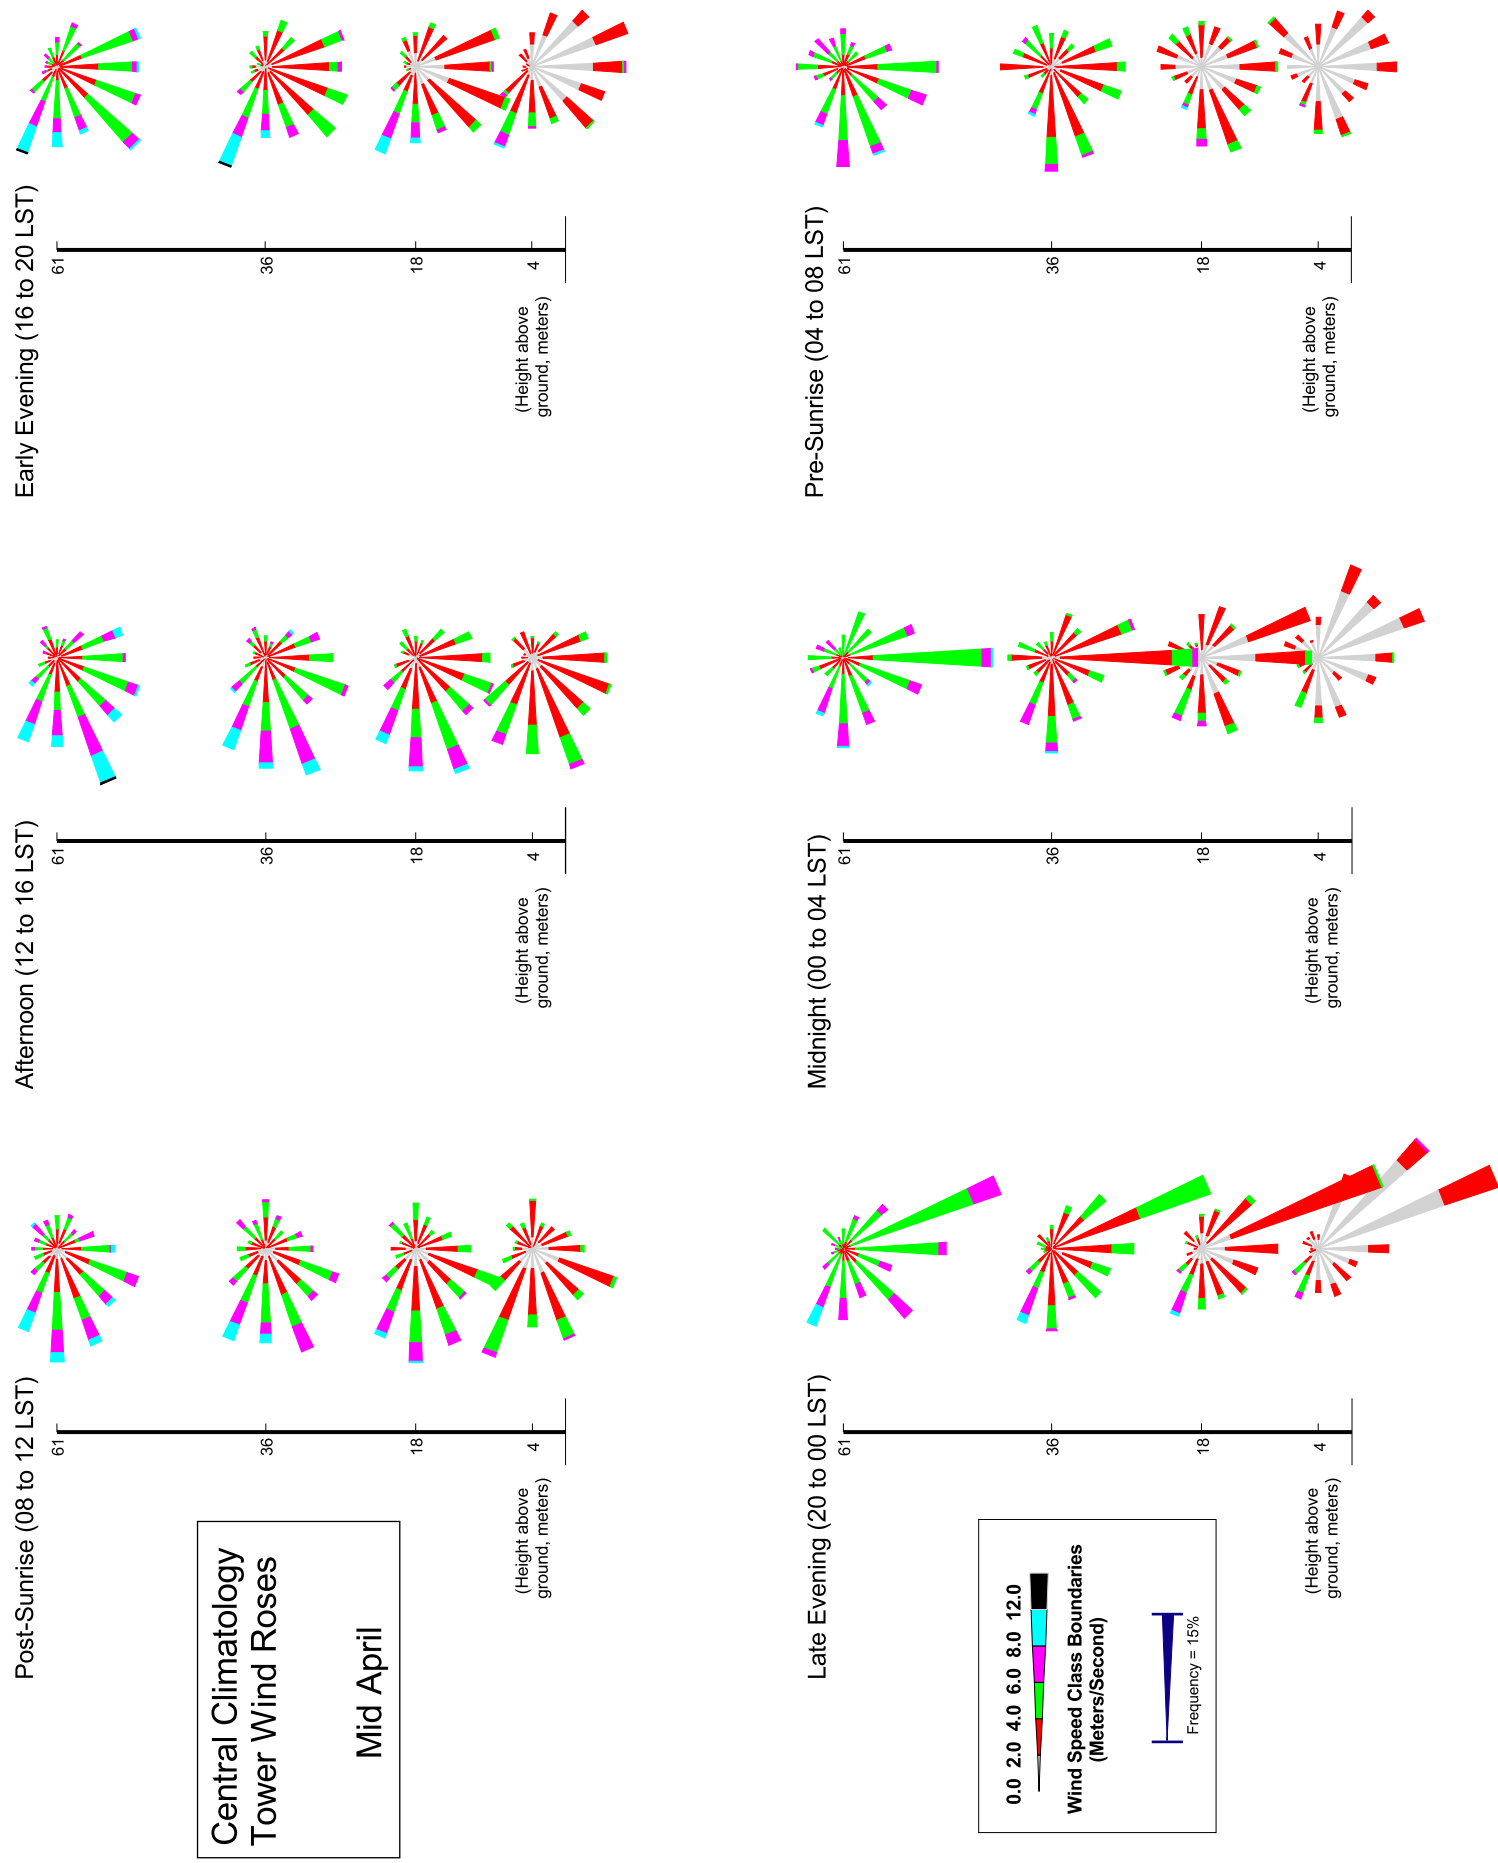 Central Climatology
Tower Wind Roses
Mid April
Post-Sunrise (08 to 12 LST)
61
36
18
4
(Height above
ground, meters)
Afternoon (12 to 16 LST)
61
36
18
4
(Height above
ground, meters)
Early Evening (16 to 20 LST)
61
36
18
4
(Height above
ground, meters)
Late Evening (20 to 00 LST)
61
36
18
4
(Height above
ground, meters)
Midnight (00 to 04 LST)
61
36
18
4
(Height above
ground, meters)
Pre-Sunrise (04 to 08 LST)
61
36
18
4
(Height above
ground, meters)
0.0 2.0 4.0 6.0 8.0 12.0
Wind Speed Class Boundaries
(Meters/Second)
Frequency = 15%